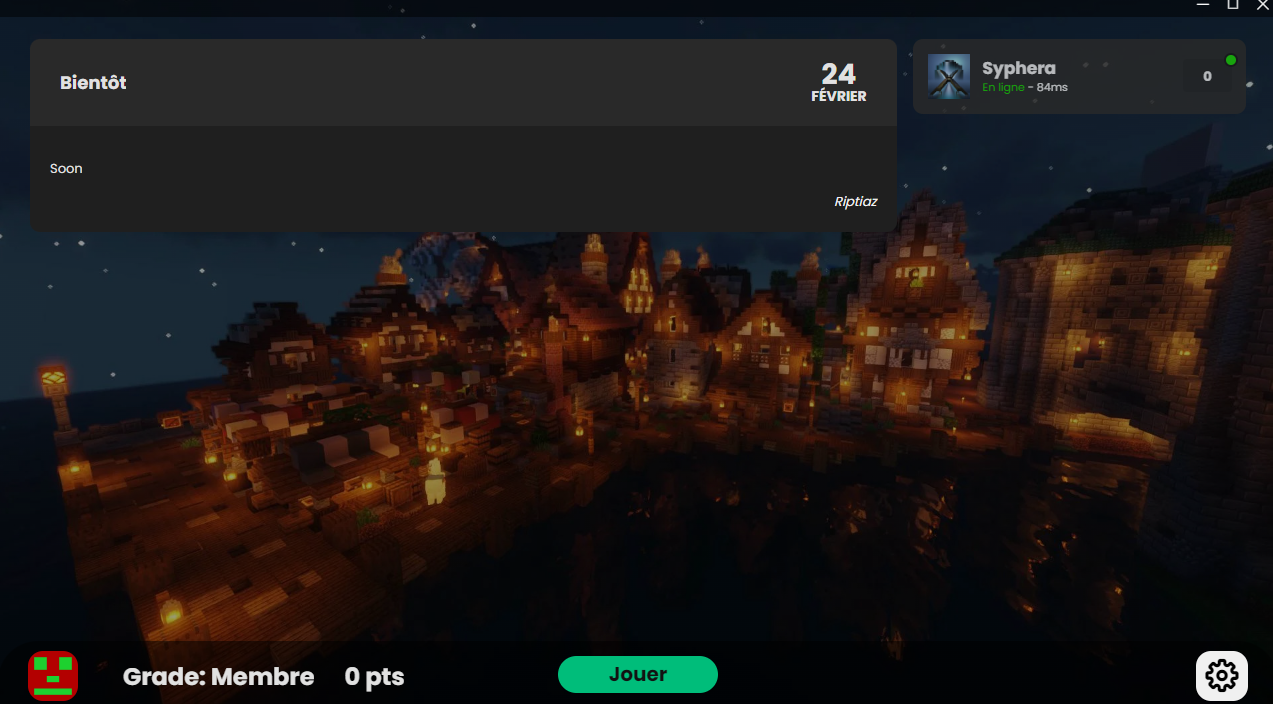 Bientôt
24
FÉVRIER
Soon
Riptiaz
Syphera
En ligne - 84ms
0
Grade: Membre
0 pts
Jouer